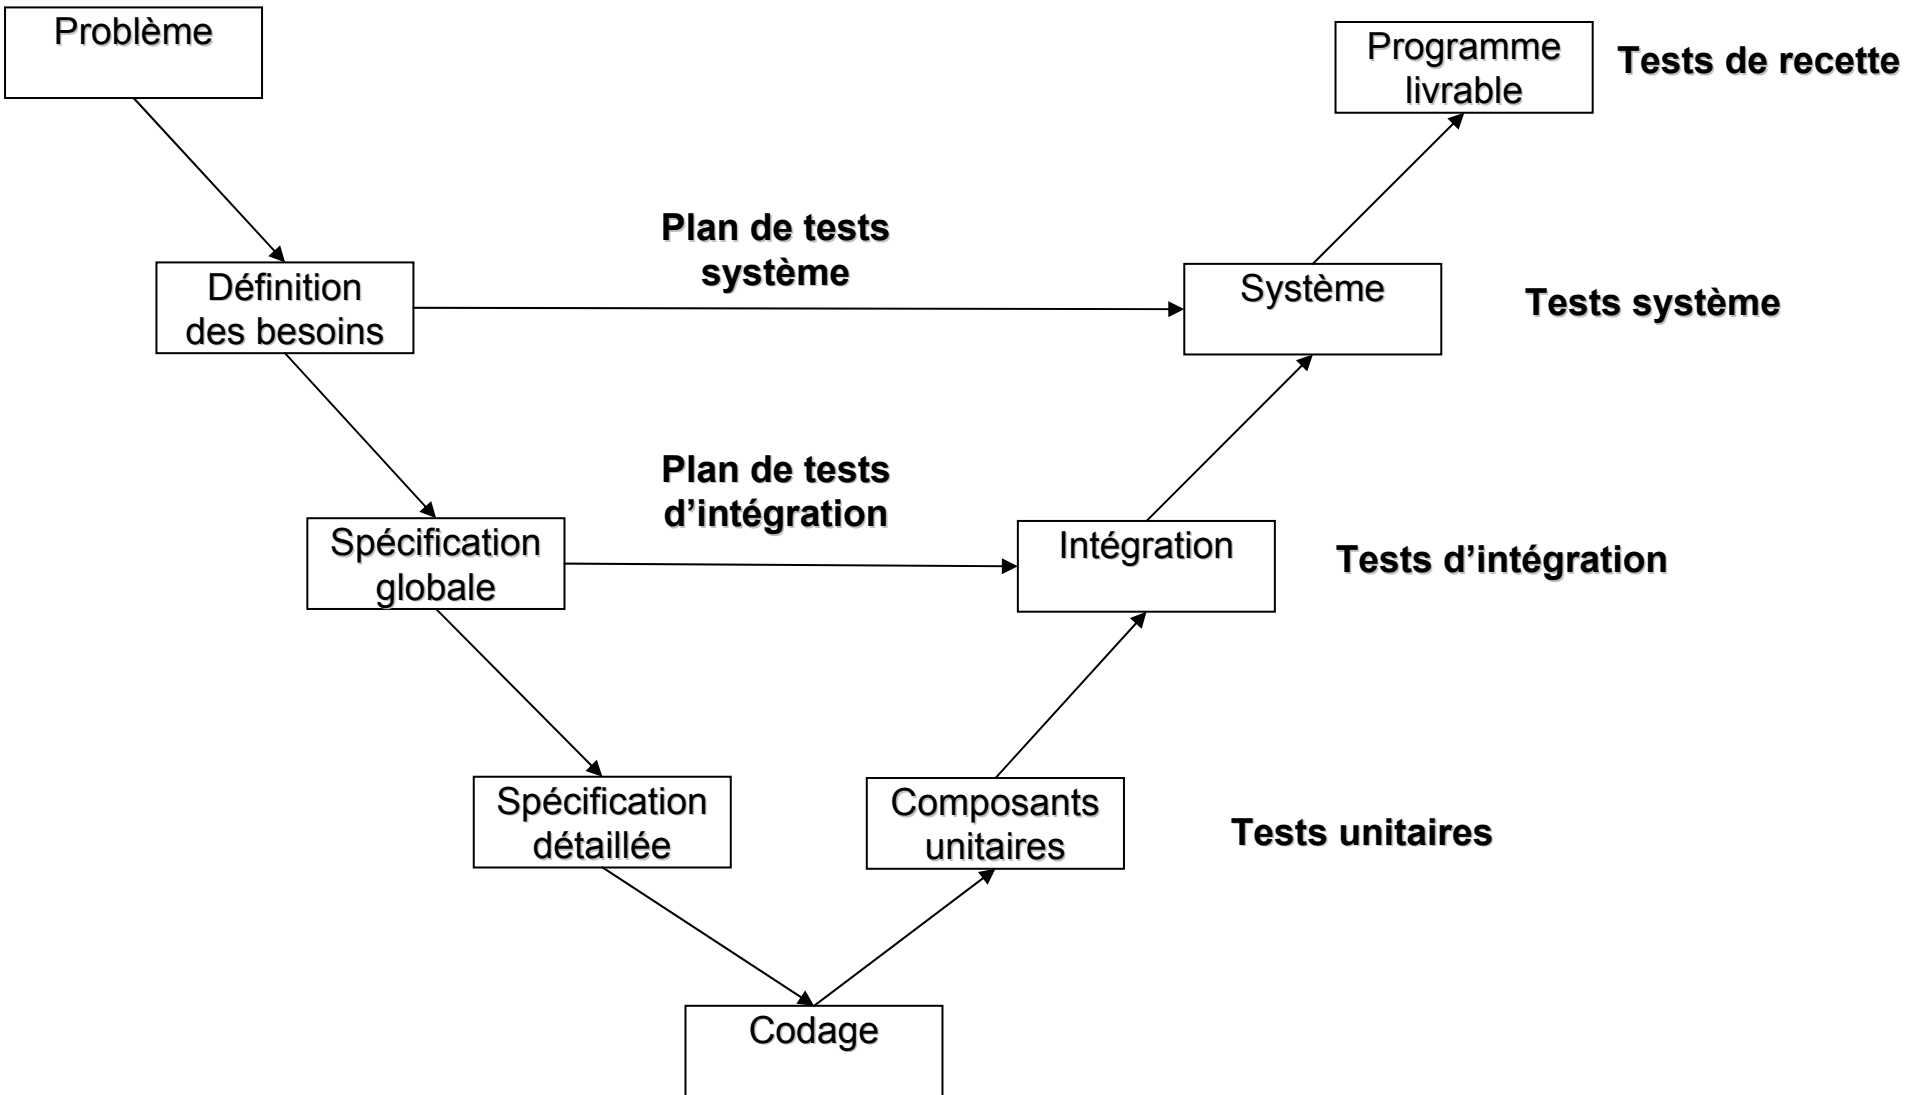 Problème
Programme
livrable
Tests de recette
Plan de tests
système
Définition
des besoins
Système
Tests système
Plan de tests
d’intégration
Spécification
globale
Intégration
Tests d’intégration
Spécification
détaillée
Composants
unitaires
Tests unitaires
Codage